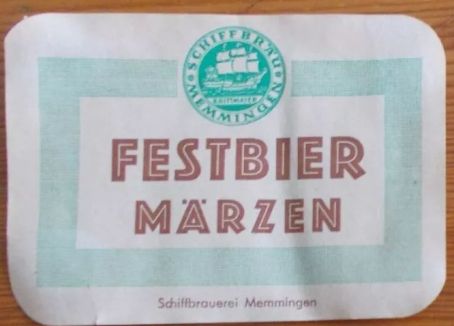 SCHIFFBRÄU
MEMMINGEN
FESTBIER
MÄRZEN
Schiffbrauerei Memmingen